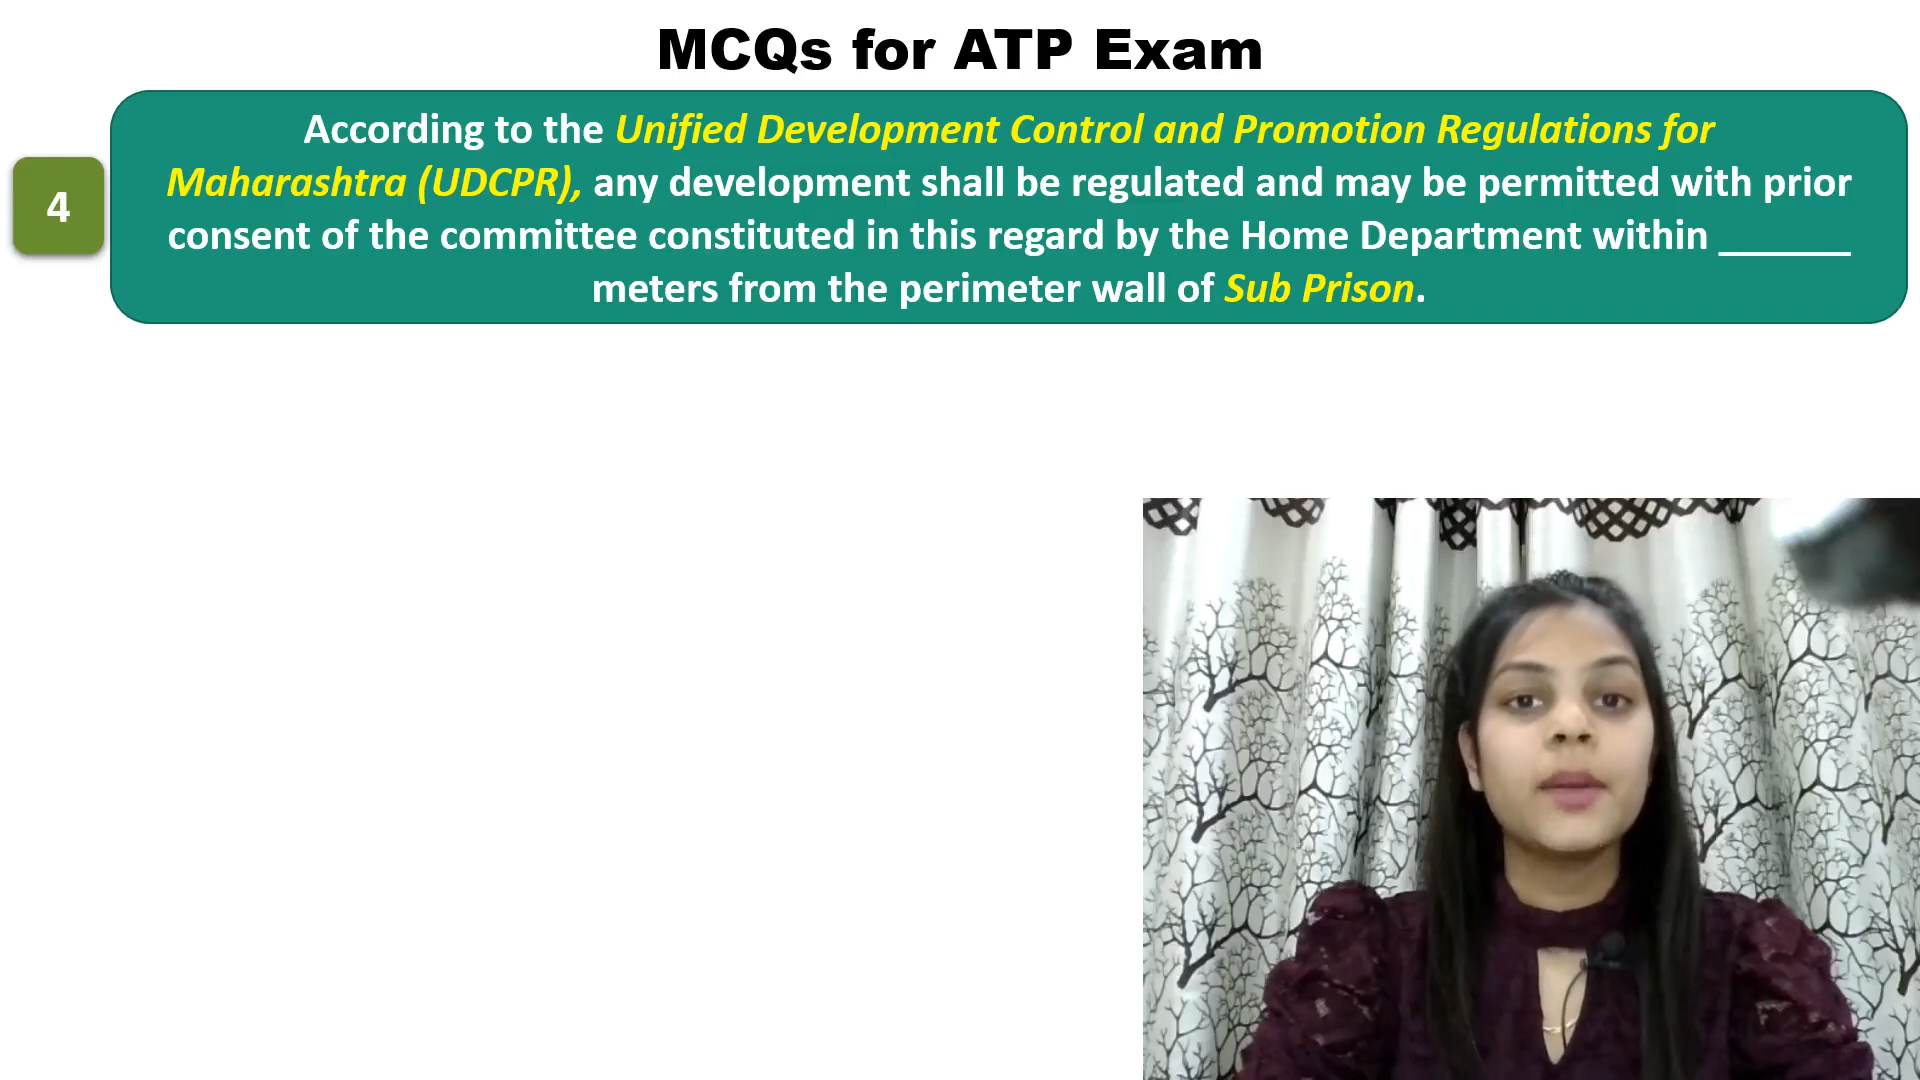 MCQs for ATP Exam
According to the Unified Development Control and Promotion Regulations for
Maharashtra (UDCPR), any development shall be regulated and may be permitted with prior
4
consent of the committee constituted in this regard by the Home Department within ______
meters from the perimeter wall of Sub Prison.